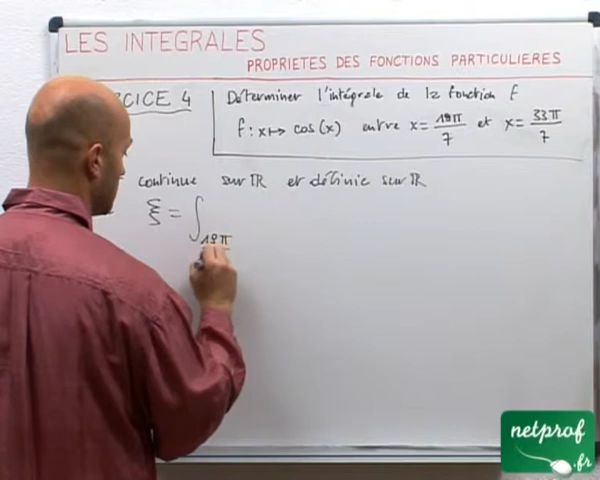 LES INTEGRALES
PROPRIETES DES FONCTIONS PARTICULIERES
CICE 4
Déterminer l'intégrale de la fonction f
f : x ↦ cos(x) entre x = 19π/7 et x = 33π/7
continue sur ℝ et définie sur ℝ
ξ = ∫
19π
netprof
.fr